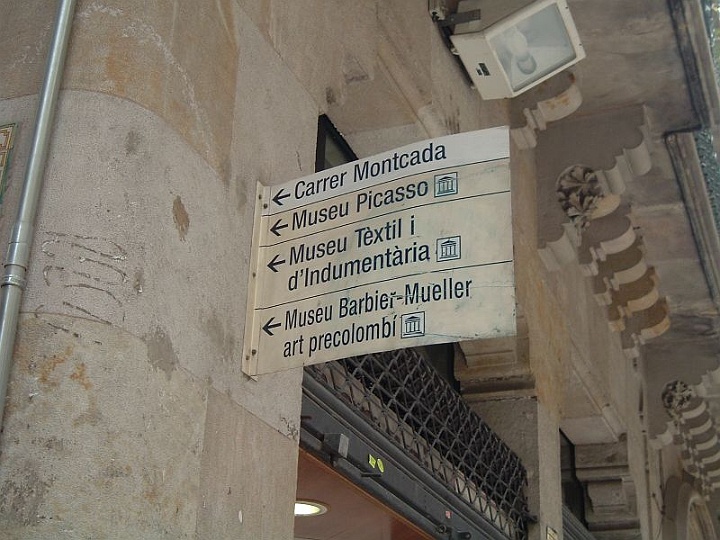 Carrer Montcada
Museu Picasso
Museu Tèxtil i
d'Indumentària
Museu Barbier-Mueller
art precolombí